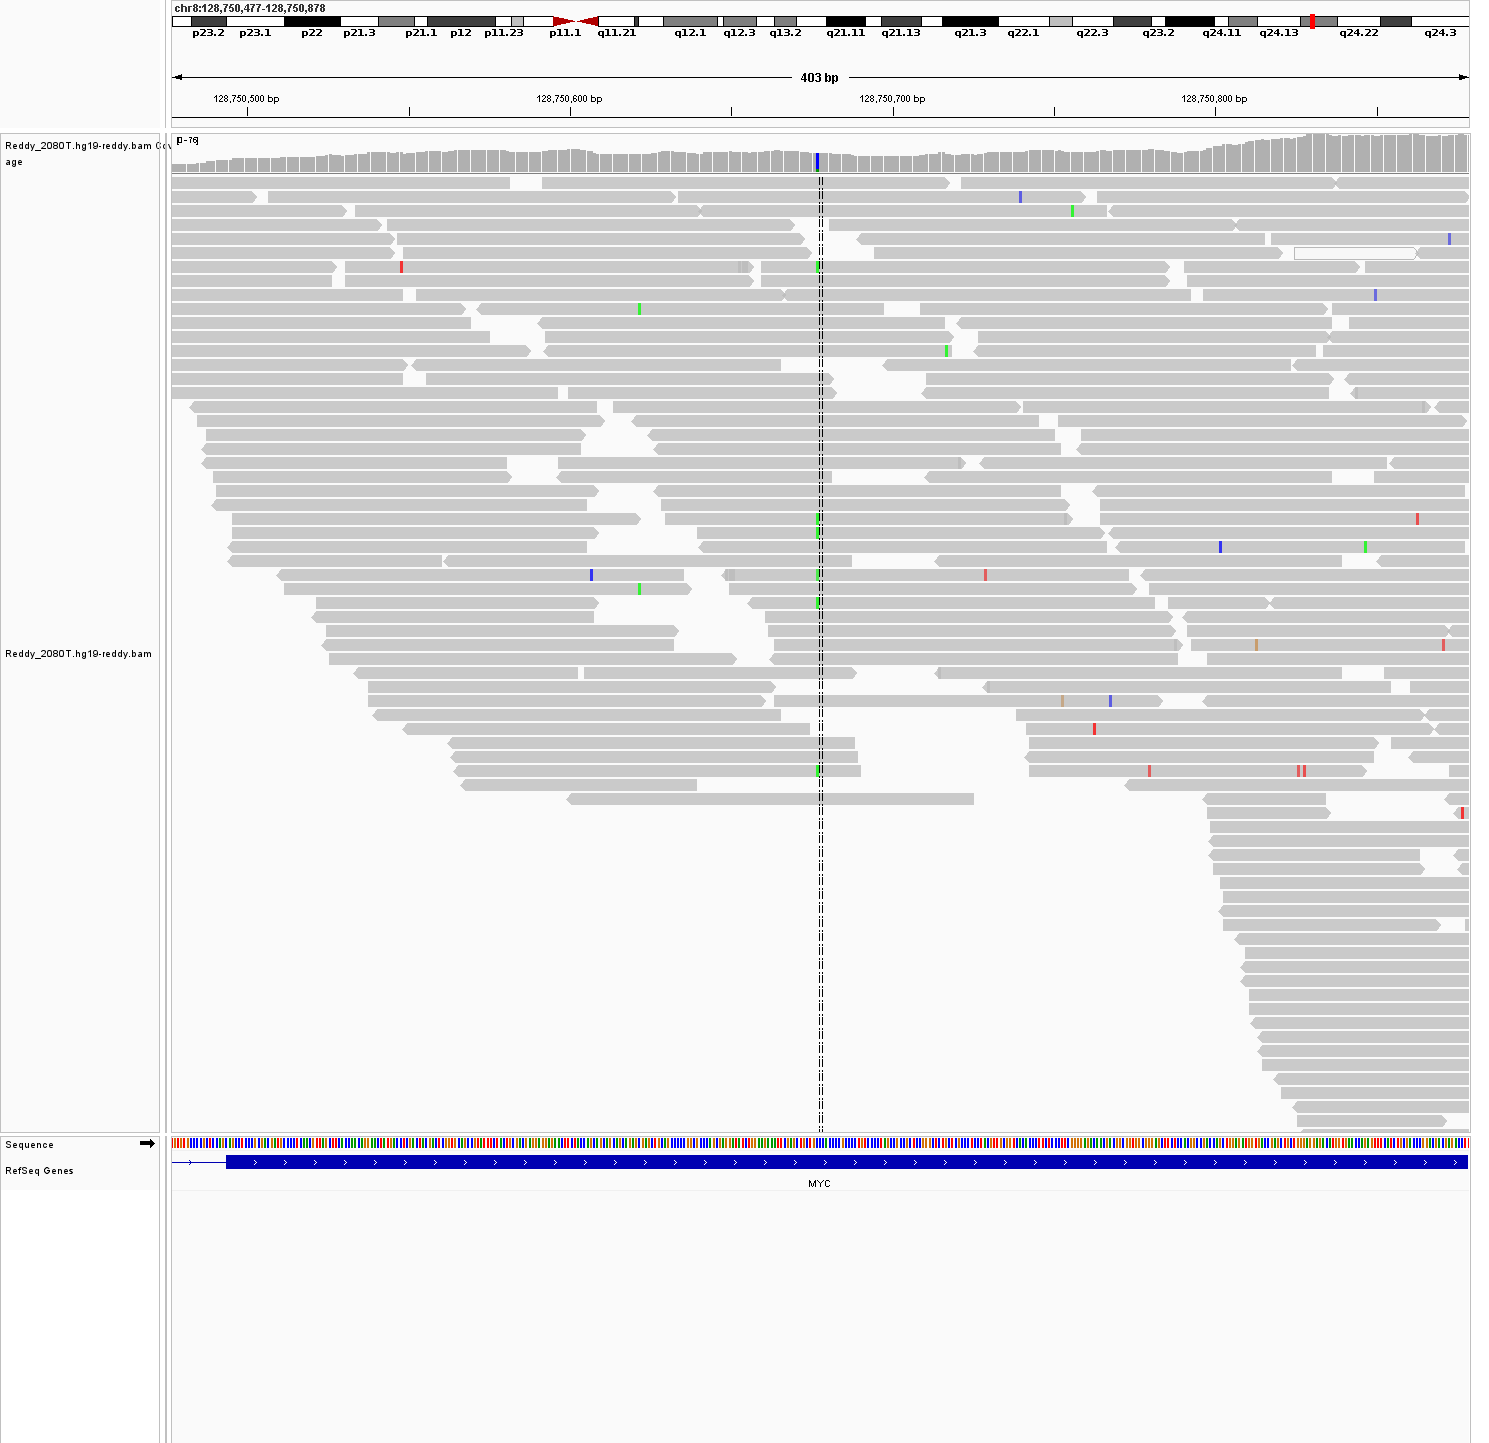 chr8:128,750,477-128,750,878
p23.2 p23.1 p22 p21.3 p21.1 p12 p11.23 p11.1 q11.21 q12.1 q12.3 q13.2 q21.11 q21.13 q21.3 q22.1 q22.3 q23.2 q24.11 q24.13 q24.22 q24.3
403 bp
128,750,500 bp 128,750,600 bp 128,750,700 bp 128,750,800 bp
[0-76]
Reddy_2080T.hg19-reddy.bam Cov
age
Reddy_2080T.hg19-reddy.bam
Sequence
RefSeq Genes
MYC